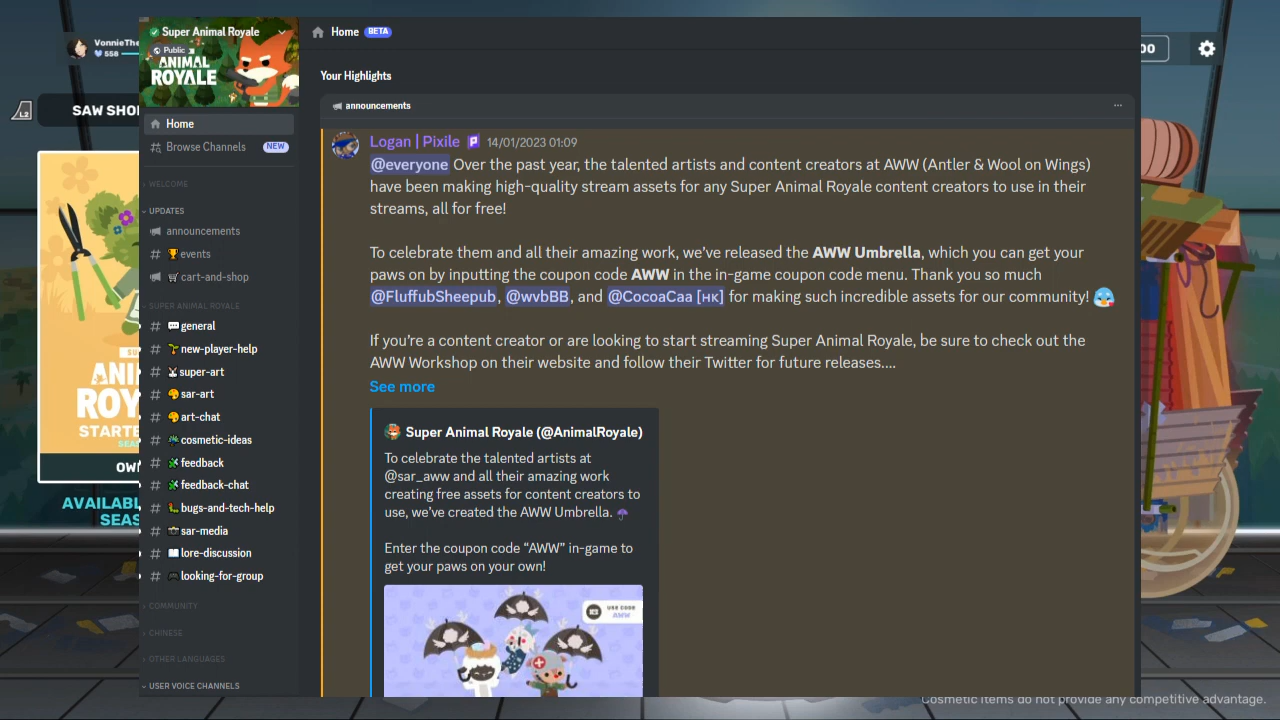 VonnieThe
558
L2
SAW SHO
OWN
AVAILABL
SEAS
Super Animal Royale
Public
ANIMAL
ROYALE
Home
Browse Channels NEW
WELCOME
UPDATES
announcements
events
cart-and-shop
SUPER ANIMAL ROYALE
general
new-player-help
super-art
sar-art
art-chat
cosmetic-ideas
feedback
feedback-chat
bugs-and-tech-help
sar-media
lore-discussion
looking-for-group
COMMUNITY
CHINESE
OTHER LANGUAGES
USER VOICE CHANNELS
Home BETA
Your Highlights
announcements
Logan | Pixile 14/01/2023 01:09
@everyone Over the past year, the talented artists and content creators at AWW (Antler & Wool on Wings)
have been making high-quality stream assets for any Super Animal Royale content creators to use in their
streams, all for free!
To celebrate them and all their amazing work, we’ve released the AWW Umbrella, which you can get your
paws on by inputting the coupon code AWW in the in-game coupon code menu. Thank you so much
@FluffubSheepub, @wvbBB, and @CocoaCaa [HK] for making such incredible assets for our community!
If you’re a content creator or are looking to start streaming Super Animal Royale, be sure to check out the
AWW Workshop on their website and follow their Twitter for future releases....
See more
Super Animal Royale (@AnimalRoyale)
To celebrate the talented artists at
@sar_aww and all their amazing work
creating free assets for content creators to
use, we’ve created the AWW Umbrella.
Enter the coupon code “AWW” in-game to
get your paws on your own!
USE CODE
AWW
Cosmetic items do not provide any competitive advantage.